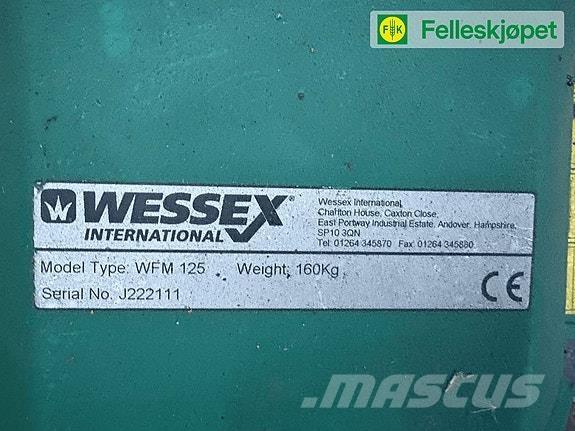 FK Felleskjøpet
W WESSEX®
INTERNATIONAL
Wessex International,
Charlton House, Caxton Close,
East Portway Industrial Estate, Andover, Hampshire,
SP10 3QN
Tel: 01264 345870 Fax: 01264 345880
Model Type: WFM 125 Weight: 160Kg
Serial No. J222111
CE
MASCUS